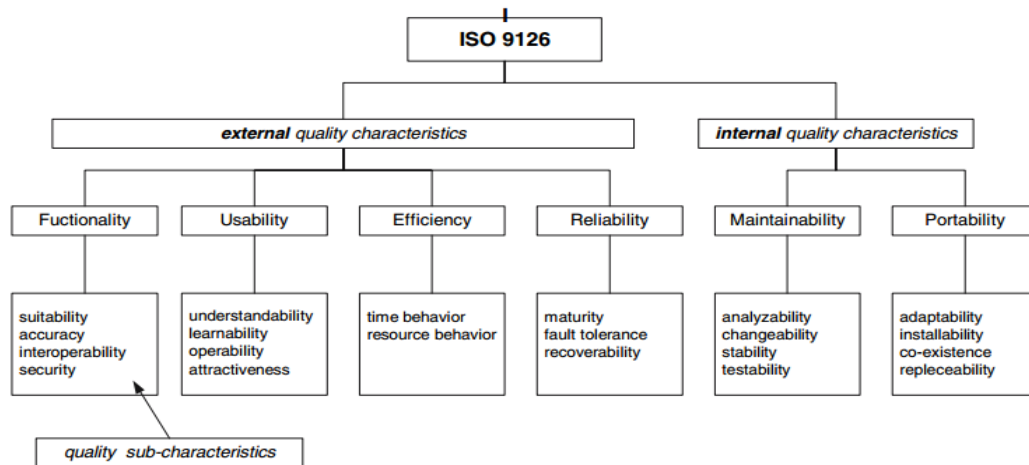 ISO 9126
external quality characteristics
internal quality characteristics
Fuctionality
Usability
Efficiency
Reliability
Maintainability
Portability
suitability
accuracy
interoperability
security
understandability
learnability
operability
attractiveness
time behavior
resource behavior
maturity
fault tolerance
recoverability
analyzability
changeability
stability
testability
adaptability
installability
co-existence
repleceability
quality sub-characteristics